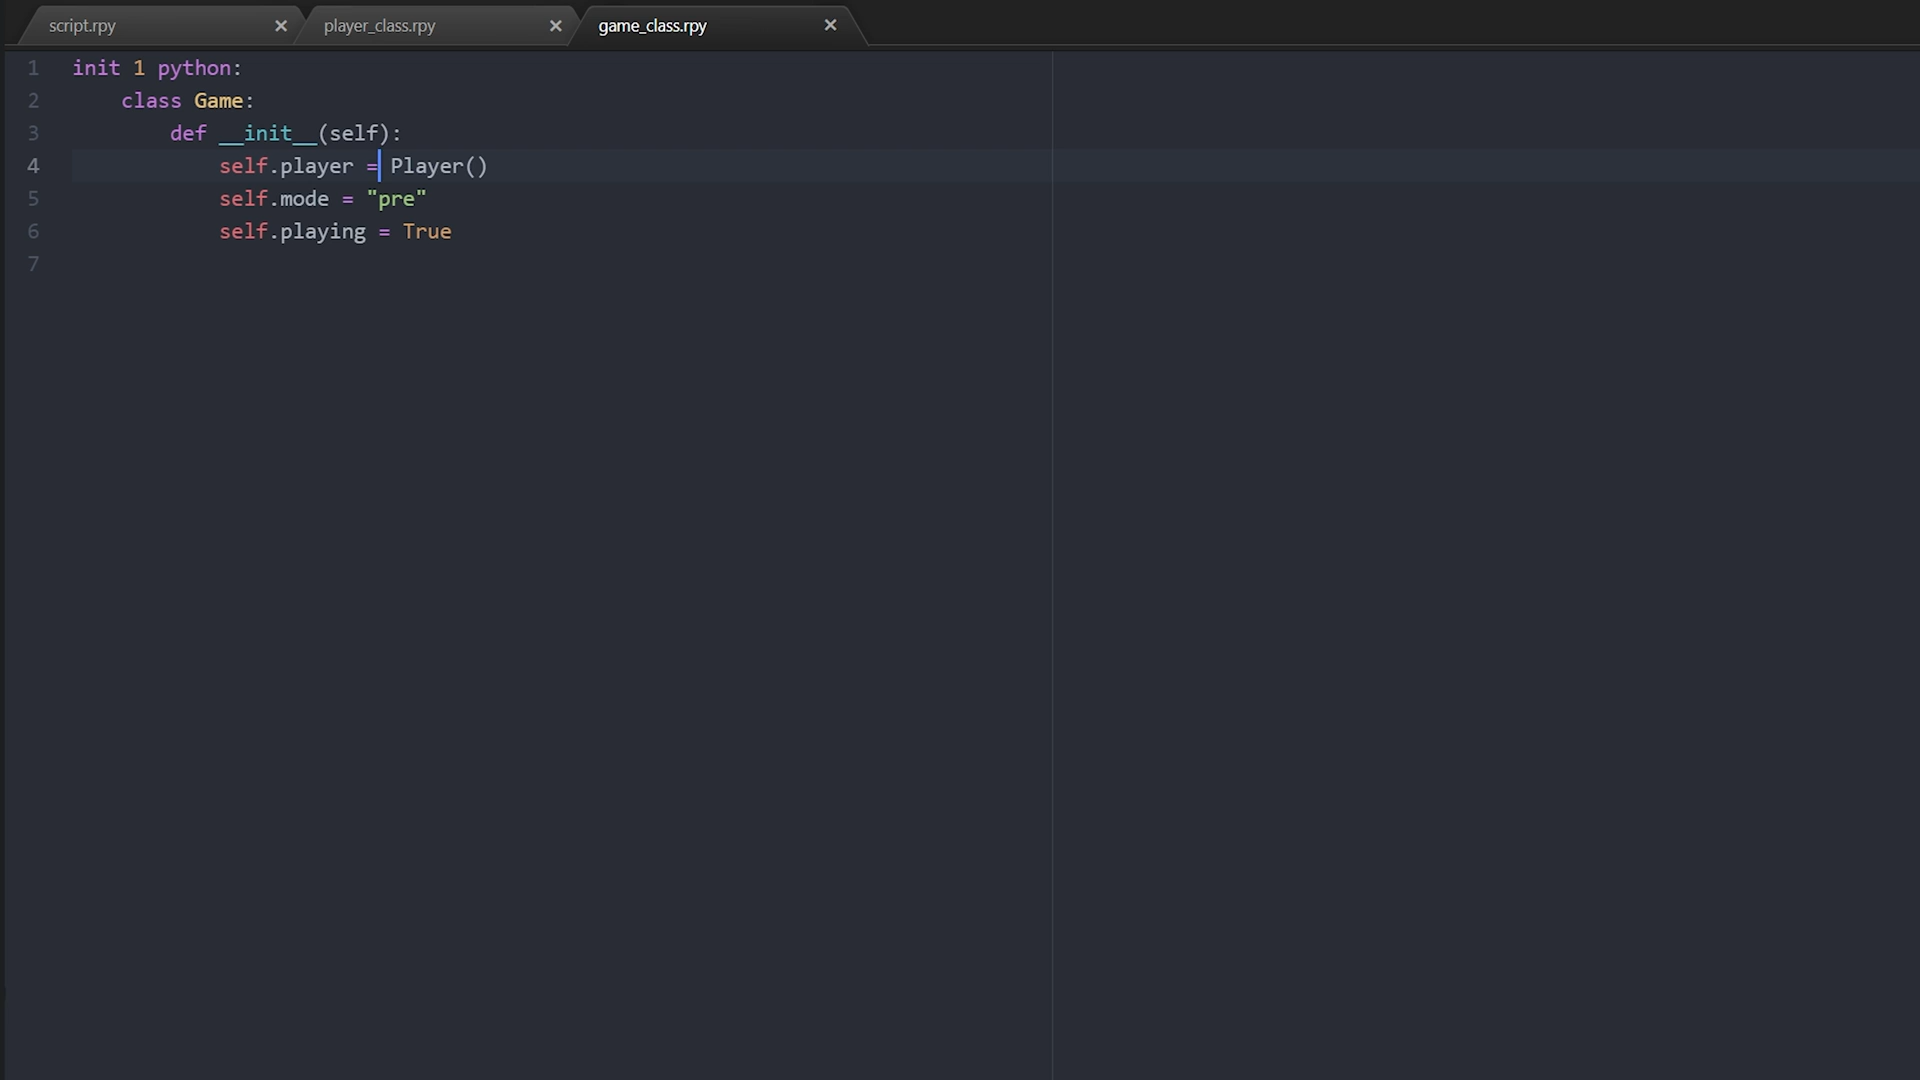 script.rpy × player_class.rpy × game_class.rpy ×
1 init 1 python:
2 class Game:
3 def __init__(self):
4 self.player = Player()
5 self.mode = "pre"
6 self.playing = True
7